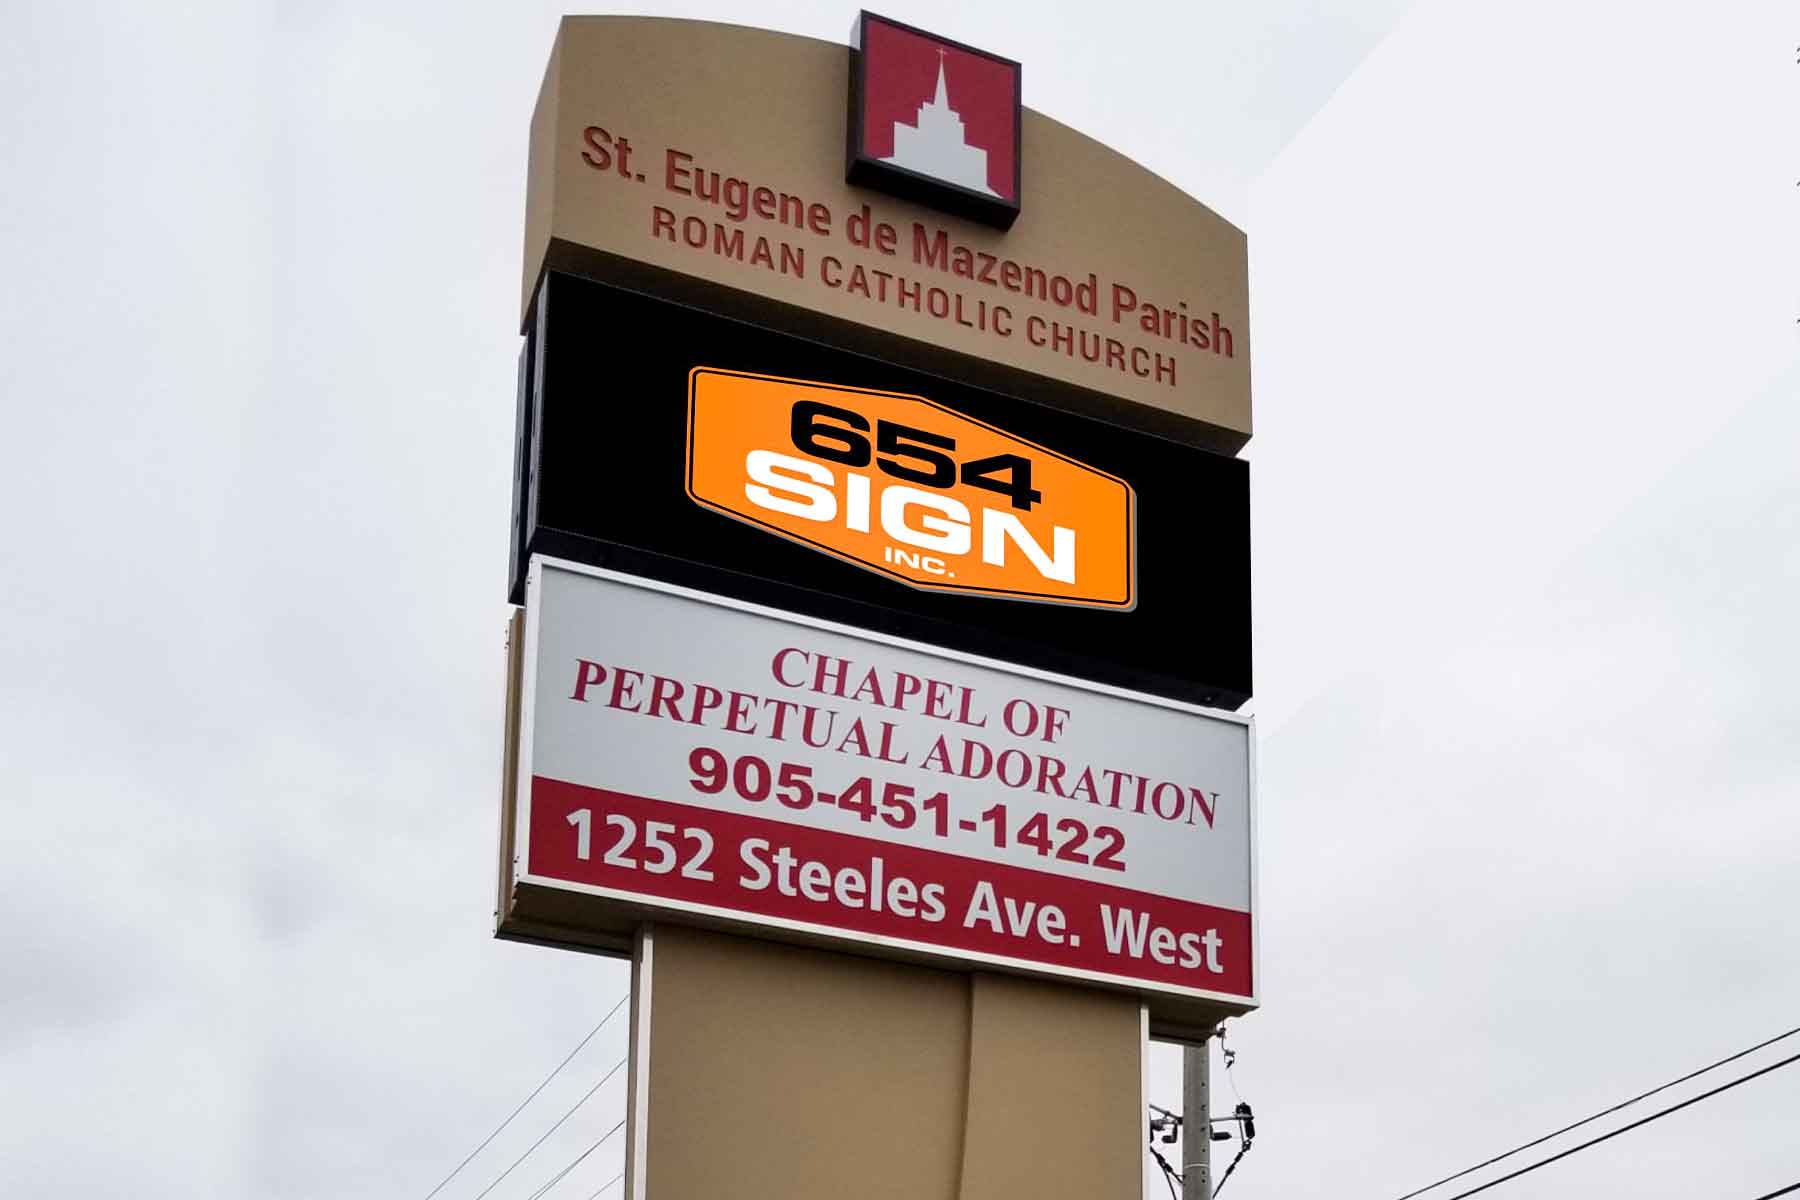 St. Eugene de Mazenod Parish
ROMAN CATHOLIC CHURCH
654
SIGN
INC.
CHAPEL OF
PERPETUAL ADORATION
905-451-1422
1252 Steeles Ave. West